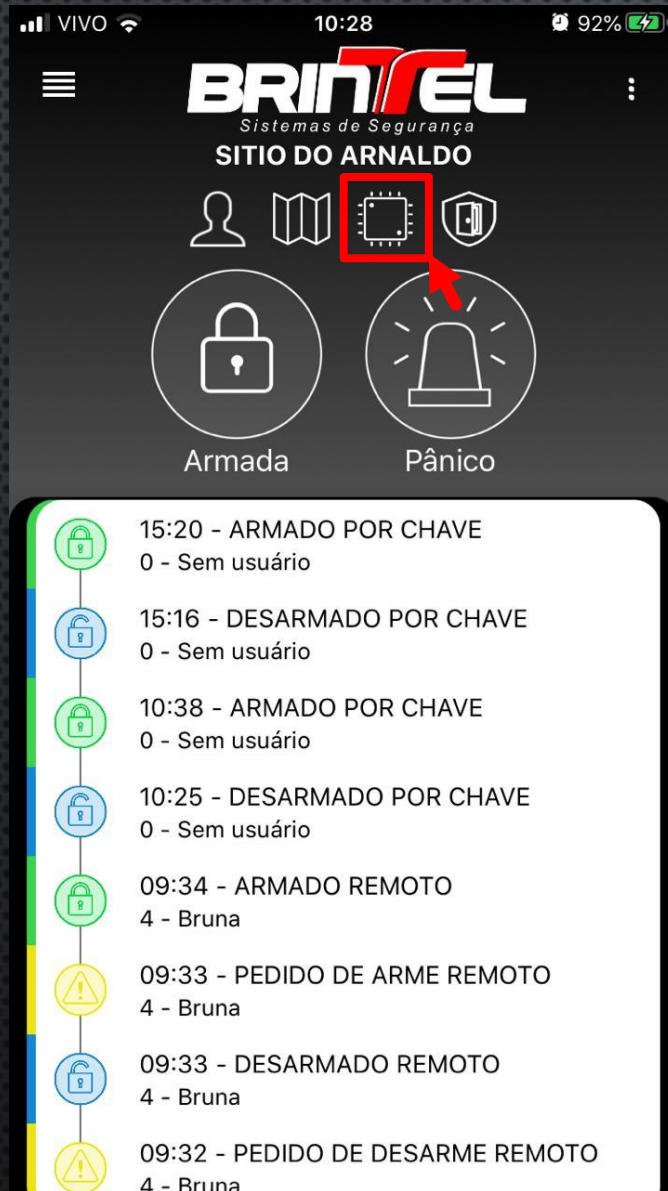 VIVO 10:28 92%
BRINTEL
Sistemas de Segurança
SITIO DO ARNALDO
Armada Pânico
15:20 - ARMADO POR CHAVE
0 - Sem usuário
15:16 - DESARMADO POR CHAVE
0 - Sem usuário
10:38 - ARMADO POR CHAVE
0 - Sem usuário
10:25 - DESARMADO POR CHAVE
0 - Sem usuário
09:34 - ARMADO REMOTO
4 - Bruna
09:33 - PEDIDO DE ARME REMOTO
4 - Bruna
09:33 - DESARMADO REMOTO
4 - Bruna
09:32 - PEDIDO DE DESARME REMOTO
4 - Bruna